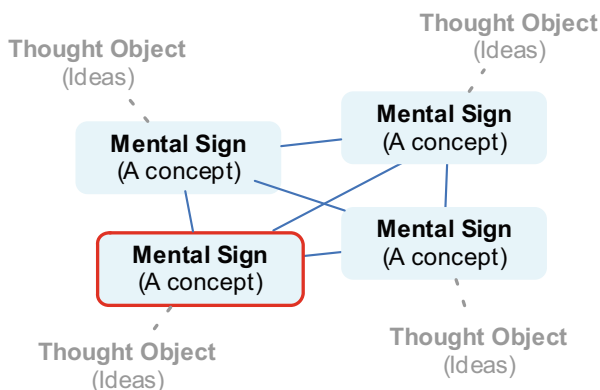 Thought Object
(Ideas)
Thought Object
(Ideas)
Mental Sign
(A concept)
Mental Sign
(A concept)
Mental Sign
(A concept)
Mental Sign
(A concept)
Thought Object
(Ideas)
Thought Object
(Ideas)